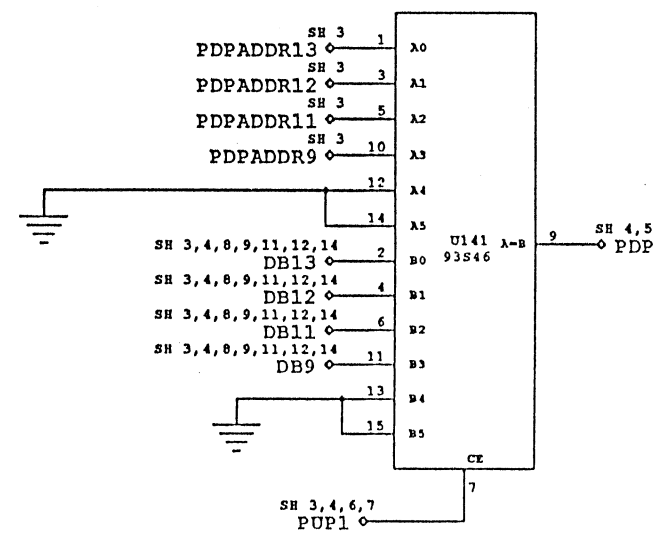 SH 3
PDPADDR13 1 A0
SH 3
PDPADDR12 3 A1
SH 3
PDPADDR11 5 A2
SH 3
PDPADDR9 10 A3
12 A4
14 A5
SH 3,4,8,9,11,12,14
DB13 2 B0
SH 3,4,8,9,11,12,14
DB12 4 B1
SH 3,4,8,9,11,12,14
DB11 6 B2
SH 3,4,8,9,11,12,14
DB9 11 B3
13 B4
15 B5
U141
93S46
A=B 9
SH 4,5
PDP
CE
7
SH 3,4,6,7
PUP1